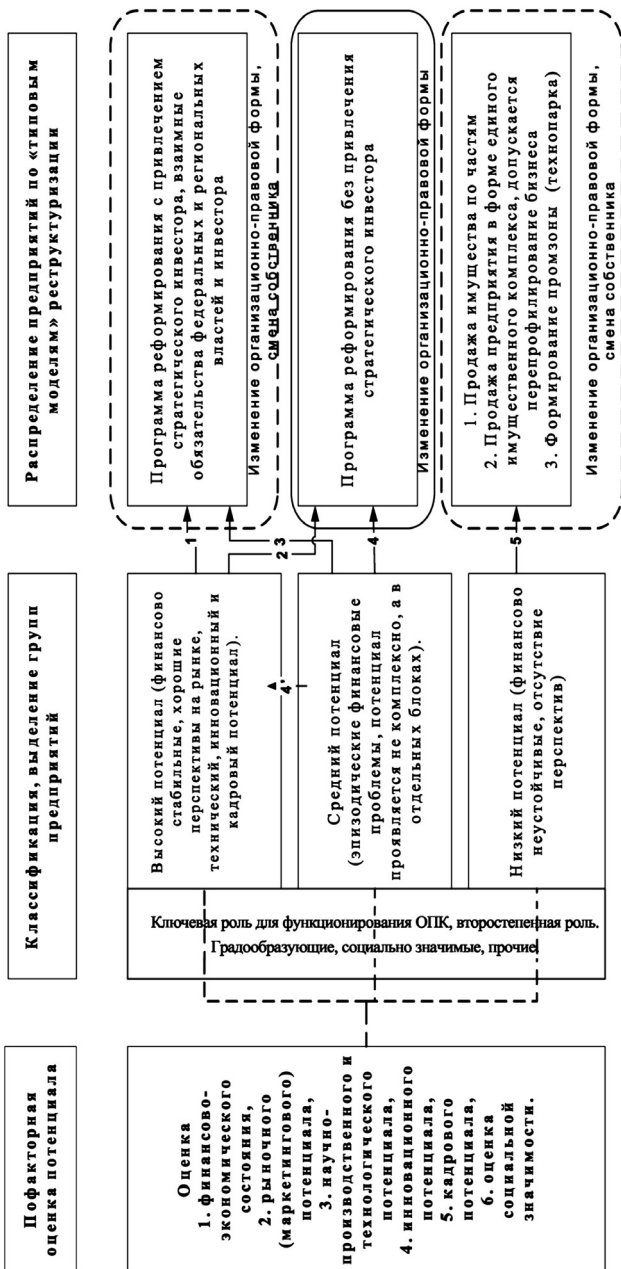 Пофакторная
оценка потенциала
Классификация, выделение групп
предприятий
Распределение предприятий по «типовым
моделям» реструктуризации
Оценка
1. финансово-
экономического
состояния,
2. рыночного
(маркетингового)
потенциала,
3. научно-
производственного и
технологического
потенциала,
4. инновационного
потенциала,
5. кадрового
потенциала,
6. оценка
социальной
значимости.
Ключевая роль для функционирования ОПК, второстепенная роль.
Градообразующие, социально значимые, прочие.
Высокий потенциал (финансово
стабильные, хорошие
перспективы на рынке,
технический, инновационный и
кадровый потенциал).
4'
Средний потенциал
(эпизодические финансовые
проблемы, потенциал
проявляется не комплексно, а в
отдельных блоках).
Низкий потенциал (финансово
неустойчивые, отсутствие
перспектив)
1
2
3
4
5
Программа реформирования с привлечением
стратегического инвестора, взаимные
обязательства федеральных и региональных
властей и инвестора
Изменение организационно-правовой формы,
смена собственника
Программа реформирования без привлечения
стратегического инвестора
Изменение организационно-правовой формы
1. Продажа имущества по частям
2. Продажа предприятия в форме единого
имущественного комплекса, допускается
перепрофилирование бизнеса
3. Формирование промзоны (технопарка)
Изменение организационно-правовой формы,
смена собственника